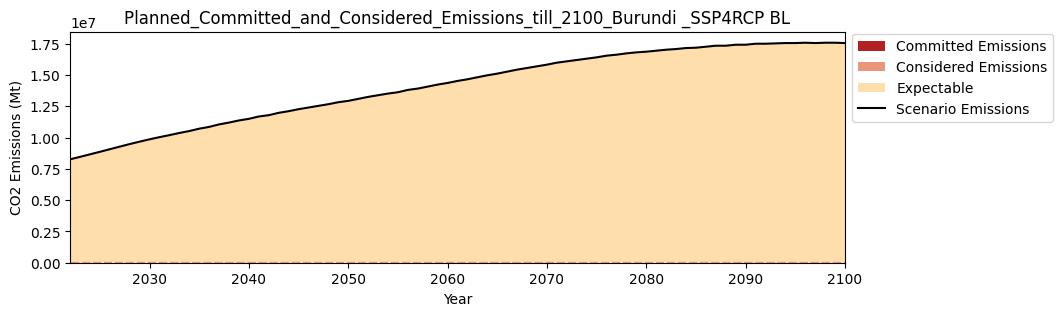 Planned_Committed_and_Considered_Emissions_till_2100_Burundi _SSP4RCP BL
1e7
1.75
1.50
1.25
1.00
0.75
0.50
0.25
0.00
CO2 Emissions (Mt)
2030 2040 2050 2060 2070 2080 2090 2100
Year
Committed Emissions
Considered Emissions
Expectable
Scenario Emissions